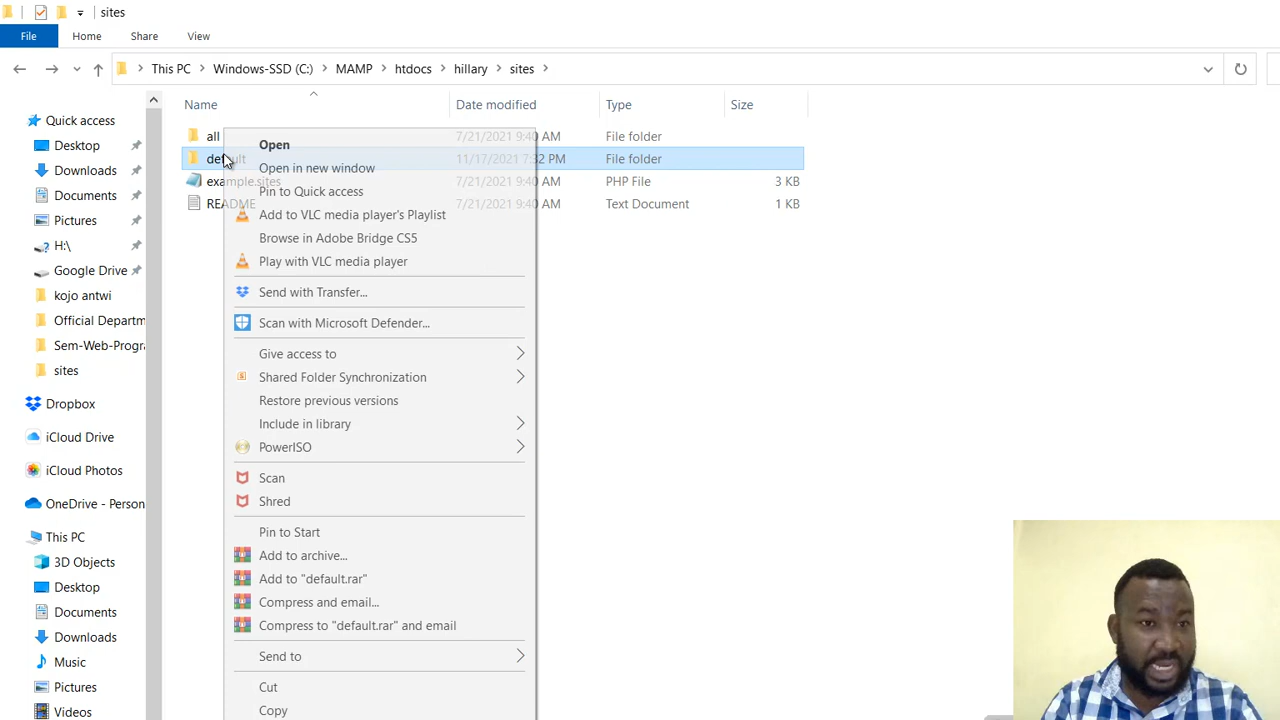 sites
File
Home
Share
View
This PC
Windows-SSD (C:)
MAMP
htdocs
hillary
sites
Name
Date modified
Type
Size
Quick access
Desktop
Downloads
Documents
Pictures
H:\
Google Drive
kojo antwi
Official Departm
Sem-Web-Progra
sites
Dropbox
iCloud Drive
iCloud Photos
OneDrive - Person
This PC
3D Objects
Desktop
Documents
Downloads
Music
Pictures
Videos
all
7/21/2021 9:40 AM
File folder
default
11/17/2021 7:32 PM
File folder
example.sites
7/21/2021 9:40 AM
PHP File
3 KB
README
7/21/2021 9:40 AM
Text Document
1 KB
Open
Open in new window
Pin to Quick access
Add to VLC media player's Playlist
Browse in Adobe Bridge CS5
Play with VLC media player
Send with Transfer...
Scan with Microsoft Defender...
Give access to
Shared Folder Synchronization
Restore previous versions
Include in library
PowerISO
Scan
Shred
Pin to Start
Add to archive...
Add to "default.rar"
Compress and email...
Compress to "default.rar" and email
Send to
Cut
Copy